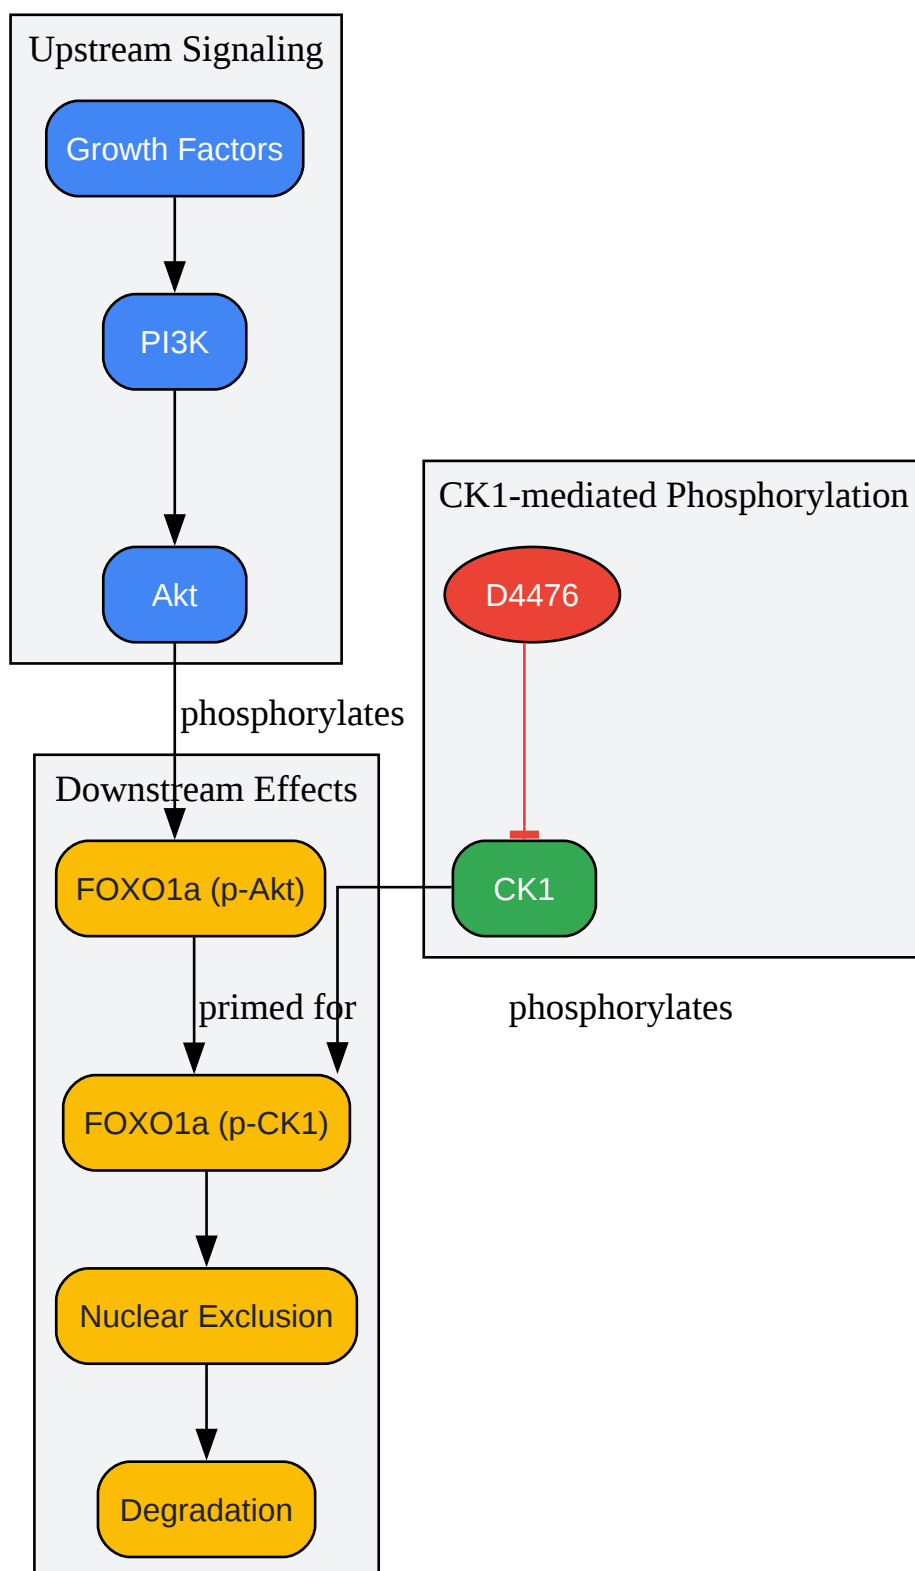 Upstream Signaling
Growth Factors
PI3K
Akt
phosphorylates
CK1-mediated Phosphorylation
D4476
CK1
phosphorylates
Downstream Effects
FOXO1a (p-Akt)
primed for
FOXO1a (p-CK1)
Nuclear Exclusion
Degradation